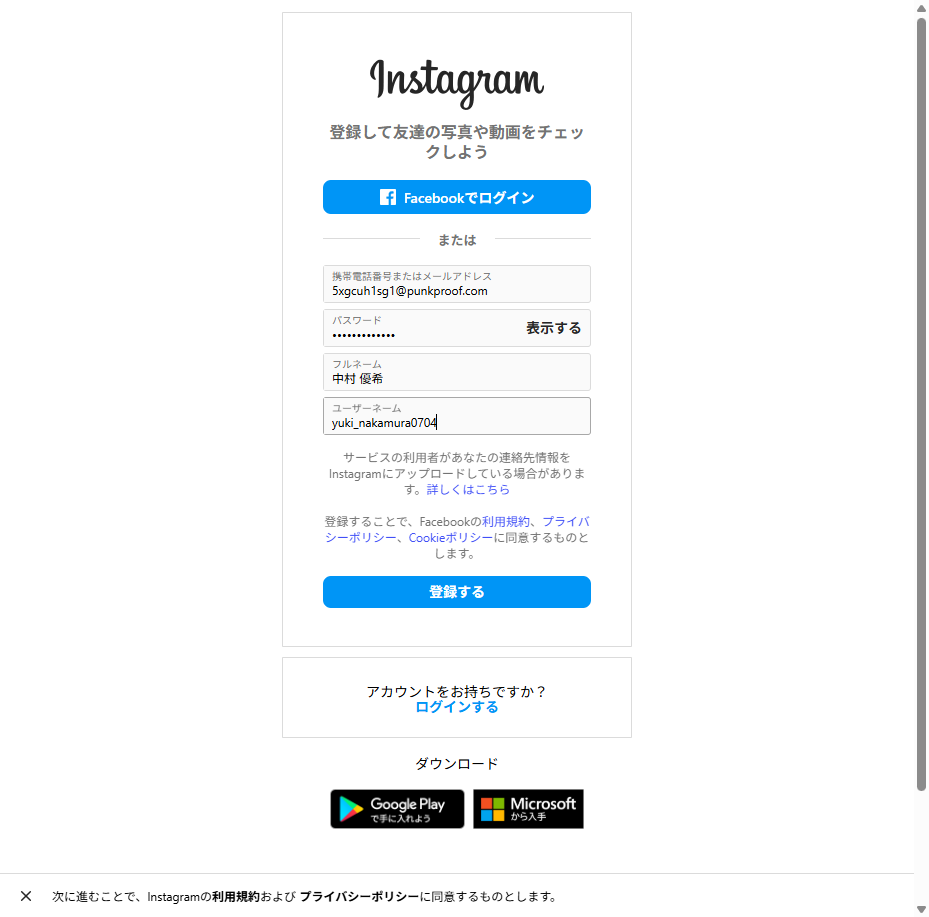 Instagram
登録して友達の写真や動画をチェッ
クしよう
Facebookでログイン
または
携帯電話番号またはメールアドレス
5xgcuh1sg1@punkproof.com
パスワード
•••••••••••••
表示する
フルネーム
中村 優希
ユーザーネーム
yuki_nakamura0704
サービスの利用者があなたの連絡先情報を
Instagramにアップロードしている場合がありま
す。詳しくはこちら
登録することで、Facebookの利用規約、プライバ
シーポリシー、Cookieポリシーに同意するものと
します。
登録する
アカウントをお持ちですか？
ログインする
ダウンロード
Google Play
で手に入れよう
Microsoft
から入手
次に進むことで、Instagramの利用規約および プライバシーポリシーに同意するものとします。